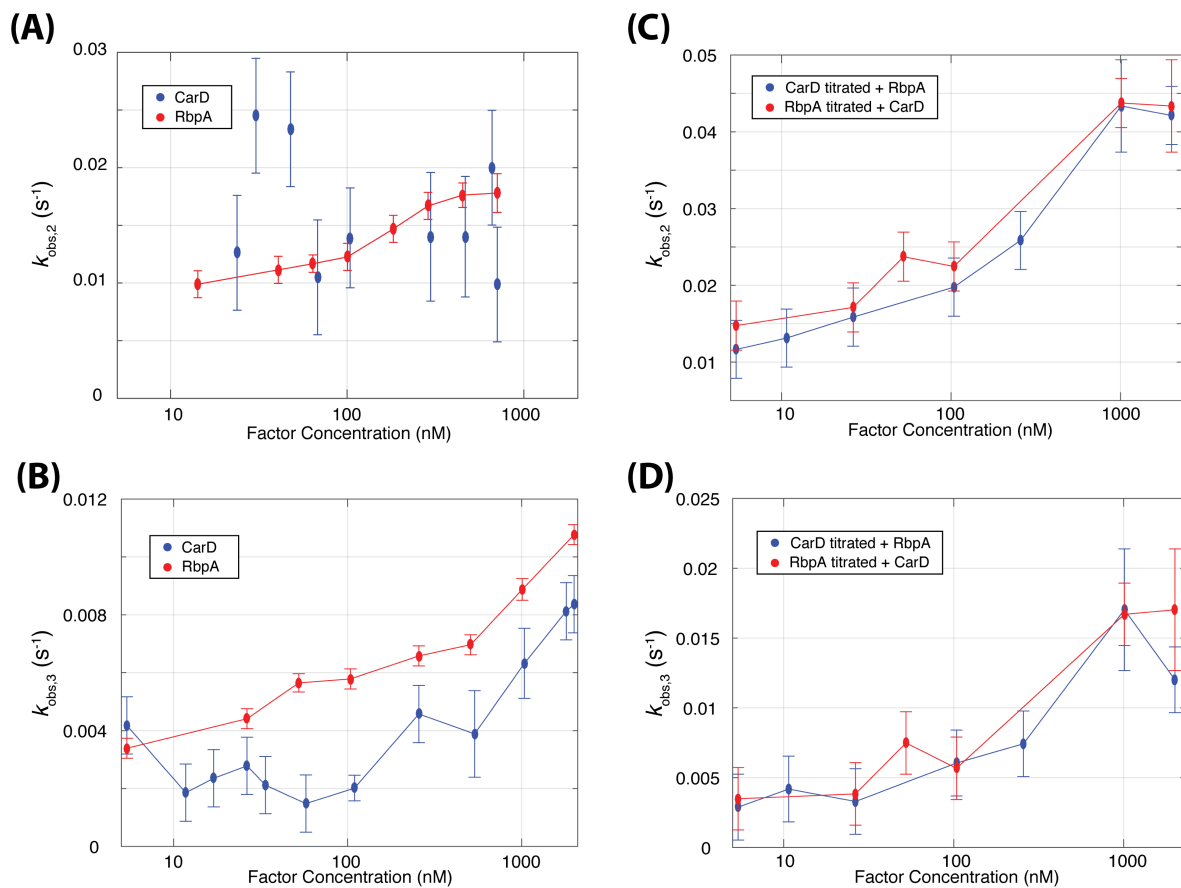 (A)
0.03
0.02
0.01
0
k obs,2 (s⁻¹)
CarD
RbpA
10
100
1000
Factor Concentration (nM)
(B)
0.012
0.008
0.004
0
k obs,3 (s⁻¹)
CarD
RbpA
10
100
1000
Factor Concentration (nM)
(C)
0.05
0.04
0.03
0.02
0.01
k obs,2 (s⁻¹)
CarD titrated + RbpA
RbpA titrated + CarD
10
100
1000
Factor Concentration (nM)
(D)
0.025
0.02
0.015
0.01
0.005
0
k obs,3 (s⁻¹)
CarD titrated + RbpA
RbpA titrated + CarD
10
100
1000
Factor Concentration (nM)